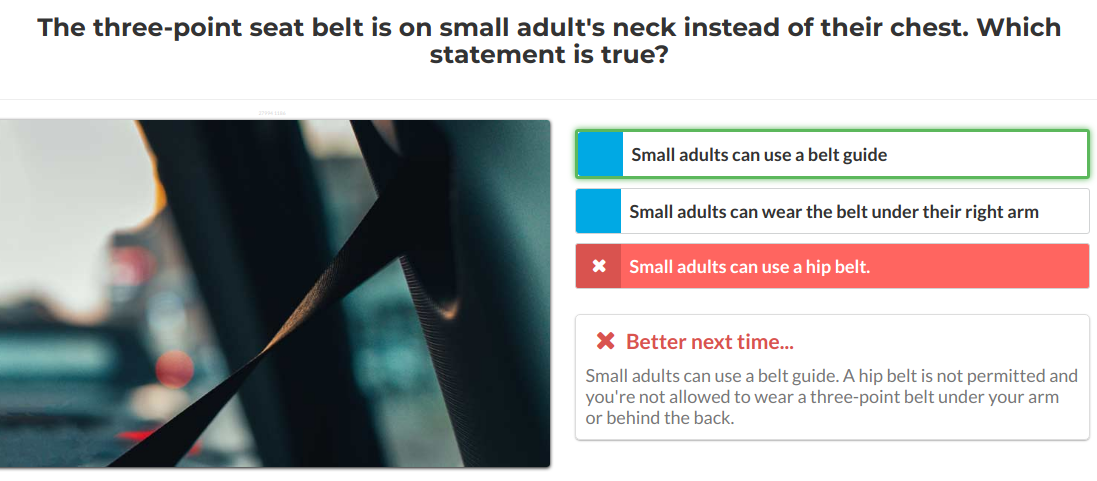 The three-point seat belt is on small adult's neck instead of their chest. Which
statement is true?
Small adults can use a belt guide
Small adults can wear the belt under their right arm
Small adults can use a hip belt.
Better next time...
Small adults can use a belt guide. A hip belt is not permitted and
you're not allowed to wear a three-point belt under your arm
or behind the back.